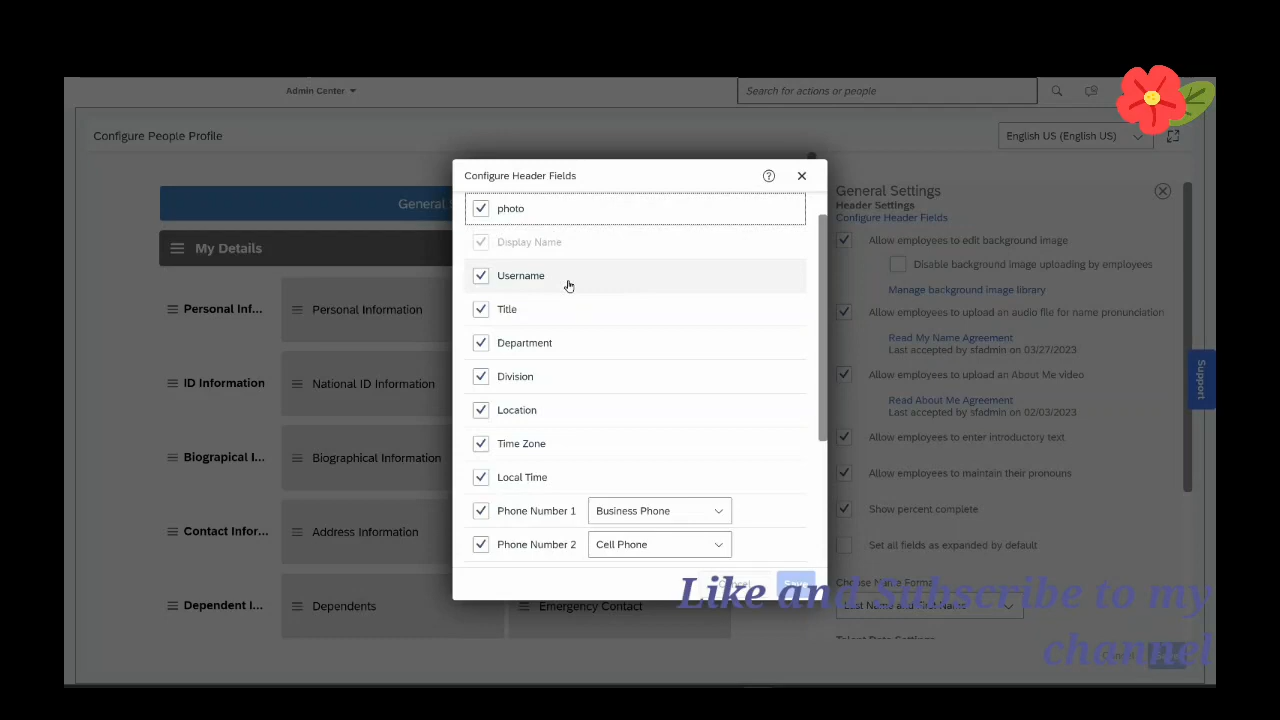 Admin Center
Search for actions or people
Configure People Profile
English US (English US)
General S
My Details
Personal Inf...
Personal Information
ID Information
National ID Information
Biograpical I...
Biographical Information
Contact Infor...
Address Information
Dependent I...
Dependents
Emergency Contact
Configure Header Fields
photo
Display Name
Username
Title
Department
Division
Location
Time Zone
Local Time
Phone Number 1
Business Phone
Phone Number 2
Cell Phone
Cancel
Save
General Settings
Header Settings
Configure Header Fields
Allow employees to edit background image
Disable background image uploading by employees
Manage background image library
Allow employees to upload an audio file for name pronunciation
Read My Name Agreement
Last accepted by sfadmin on 03/27/2023
Allow employees to upload an About Me video
Read About Me Agreement
Last accepted by sfadmin on 02/03/2023
Allow employees to enter introductory text
Allow employees to maintain their pronouns
Show percent complete
Set all fields as expanded by default
Choose Name Format
Last Name and First Name
Support
Like and Subscribe to my
channel